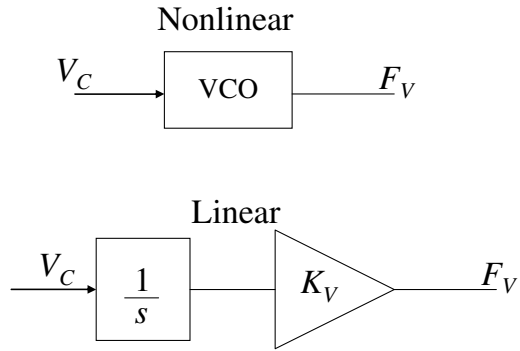 Nonlinear
V_C VCO F_V
Linear
V_C 1/s K_V F_V